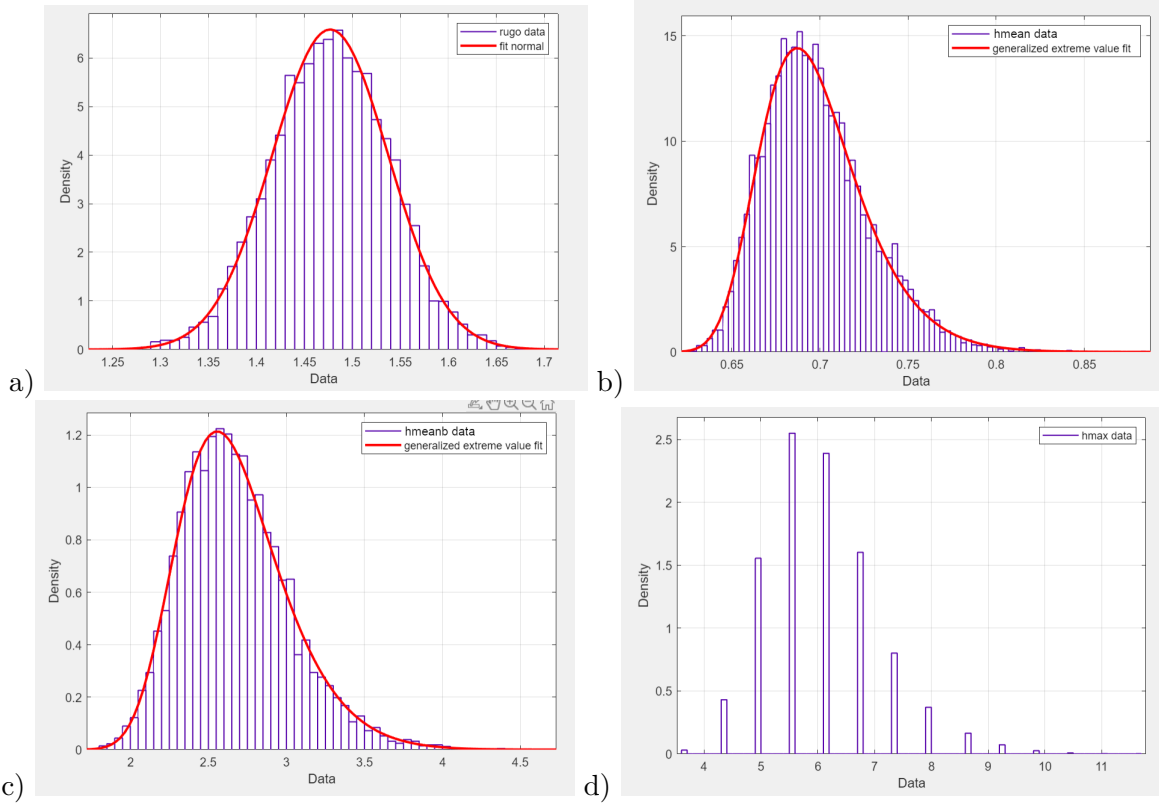 rugo data
fit normal
6
5
4
3
2
1
0
Density
1.25 1.3 1.35 1.4 1.45 1.5 1.55 1.6 1.65 1.7
Data
a)
hmean data
generalized extreme value fit
15
10
5
0
Density
0.65 0.7 0.75 0.8 0.85
Data
b)
hmeanb data
generalized extreme value fit
1.2
1
0.8
0.6
0.4
0.2
0
Density
2 2.5 3 3.5 4 4.5
Data
c)
hmax data
2.5
2
1.5
1
0.5
0
Density
4 5 6 7 8 9 10 11
Data
d)